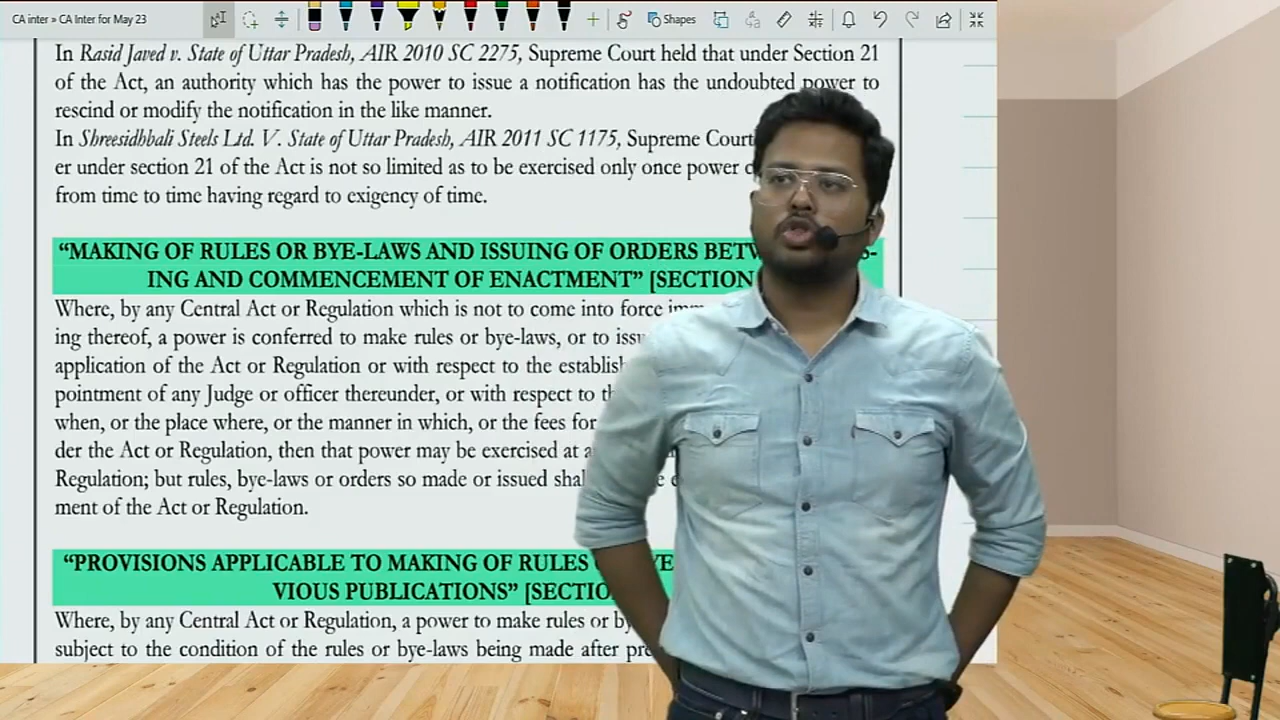 CA inter » CA Inter for May 23
Shapes
In Rasid Javed v. State of Uttar Pradesh, AIR 2010 SC 2275, Supreme Court held that under Section 21
of the Act, an authority which has the power to issue a notification has the undoubted power to
rescind or modify the notification in the like manner.
In Shreesidhbali Steels Ltd. V. State of Uttar Pradesh, AIR 2011 SC 1175, Supreme Court
er under section 21 of the Act is not so limited as to be exercised only once power
from time to time having regard to exigency of time.
“MAKING OF RULES OR BYE-LAWS AND ISSUING OF ORDERS
ING AND COMMENCEMENT OF ENACTMENT” [SECTION
Where, by any Central Act or Regulation which is not to come into force
ing thereof, a power is conferred to make rules or bye-laws, or to
application of the Act or Regulation or with respect to the
pointment of any Judge or officer thereunder, or with respect to
when, or the place where, or the manner in which, or the fees for
der the Act or Regulation, then that power may be exercised at
Regulation; but rules, bye-laws or orders so made or issued
ment of the Act or Regulation.
“PROVISIONS APPLICABLE TO MAKING OF RULES
VIOUS PUBLICATIONS”
Where, by any Central Act or Regulation, a power to make rules or
subject to the condition of the rules or bye-laws being made after